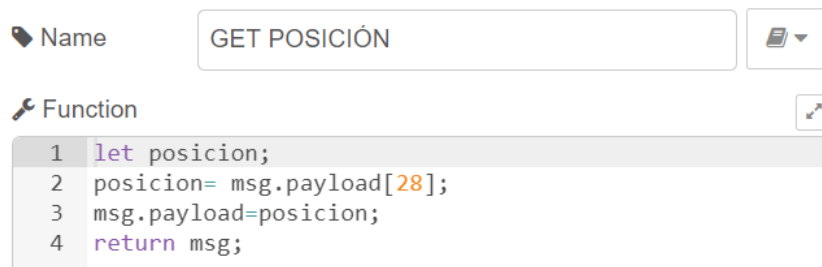 Name
GET POSICIÓN
Function
1 let posicion;
2 posicion= msg.payload[28];
3 msg.payload=posicion;
4 return msg;